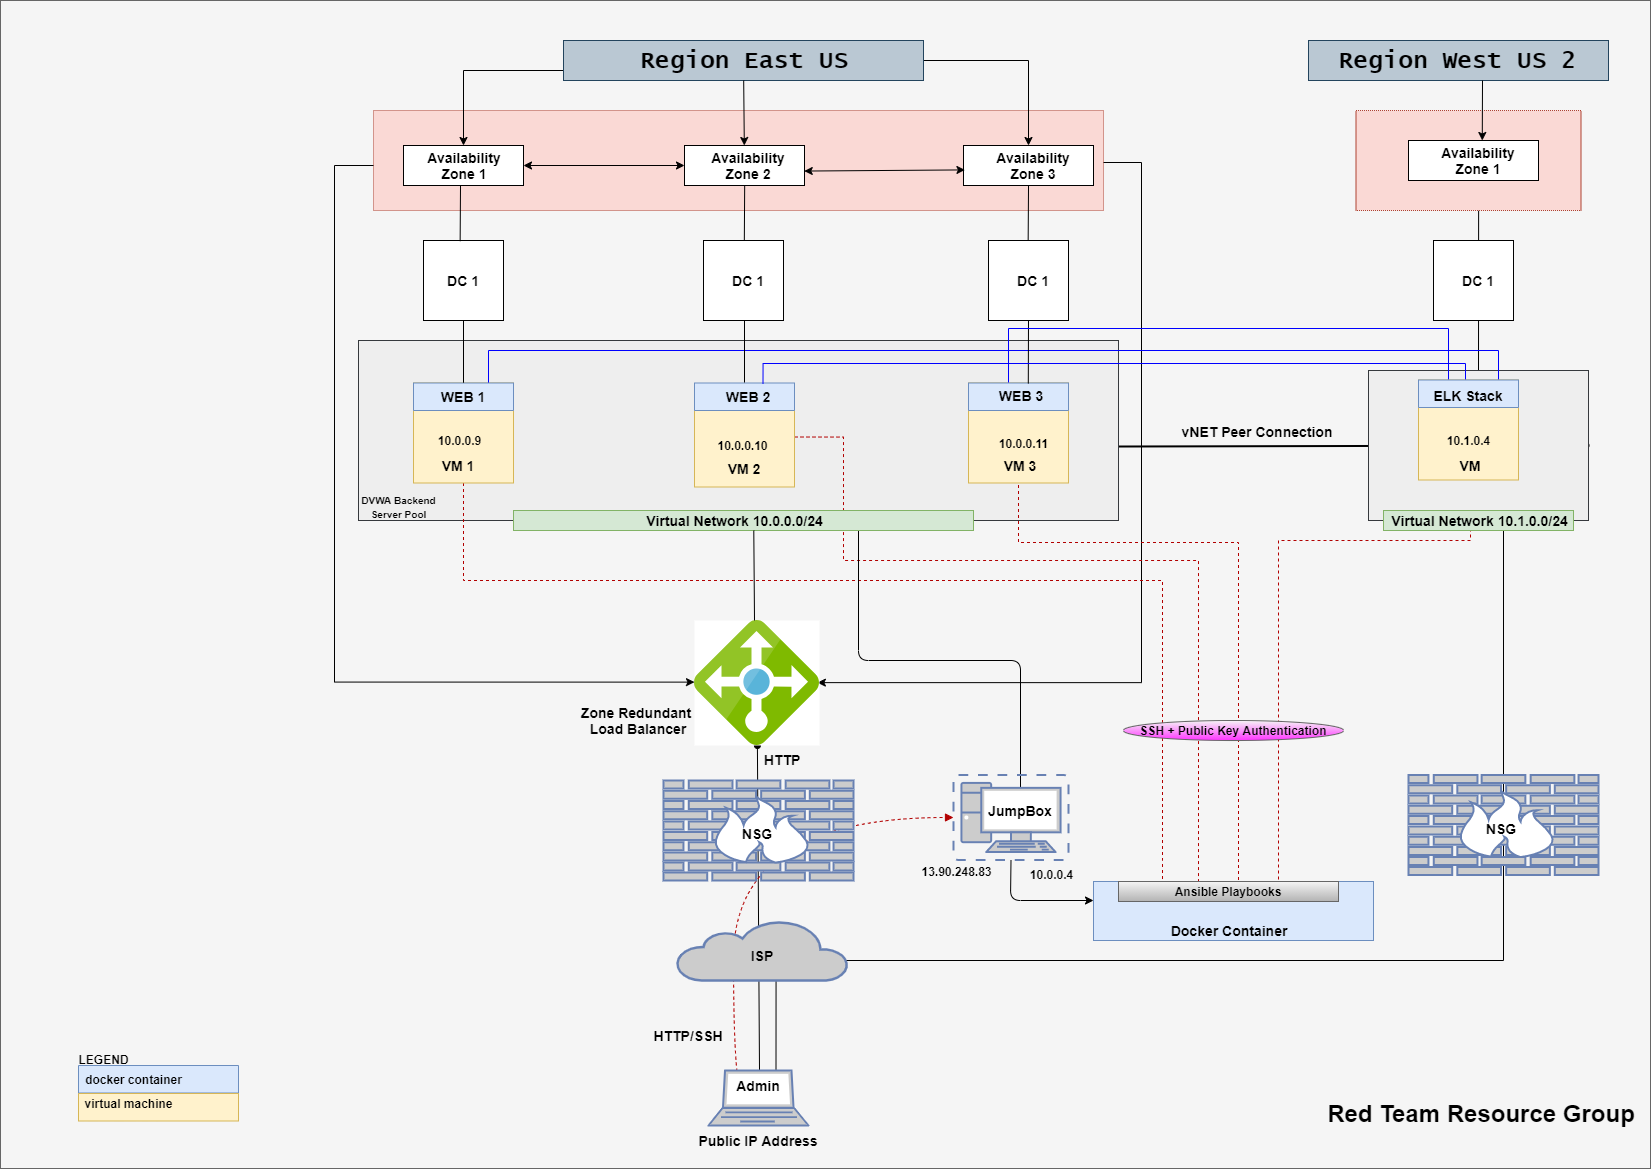 Region East US
Region West US 2
Availability
Zone 1
Availability
Zone 2
Availability
Zone 3
Availability
Zone 1
DC 1
DC 1
DC 1
DC 1
WEB 1
WEB 2
WEB 3
ELK Stack
10.0.0.9
VM 1
10.0.0.10
VM 2
10.0.0.11
VM 3
vNET Peer Connection
10.1.0.4
VM
DVWA Backend
Server Pool
Virtual Network 10.0.0.0/24
Virtual Network 10.1.0.0/24
Zone Redundant
Load Balancer
SSH + Public Key Authentication
HTTP
NSG
JumpBox
NSG
13.90.248.83
10.0.0.4
Ansible Playbooks
Docker Container
ISP
HTTP/SSH
Admin
Public IP Address
LEGEND
docker container
virtual machine
Red Team Resource Group